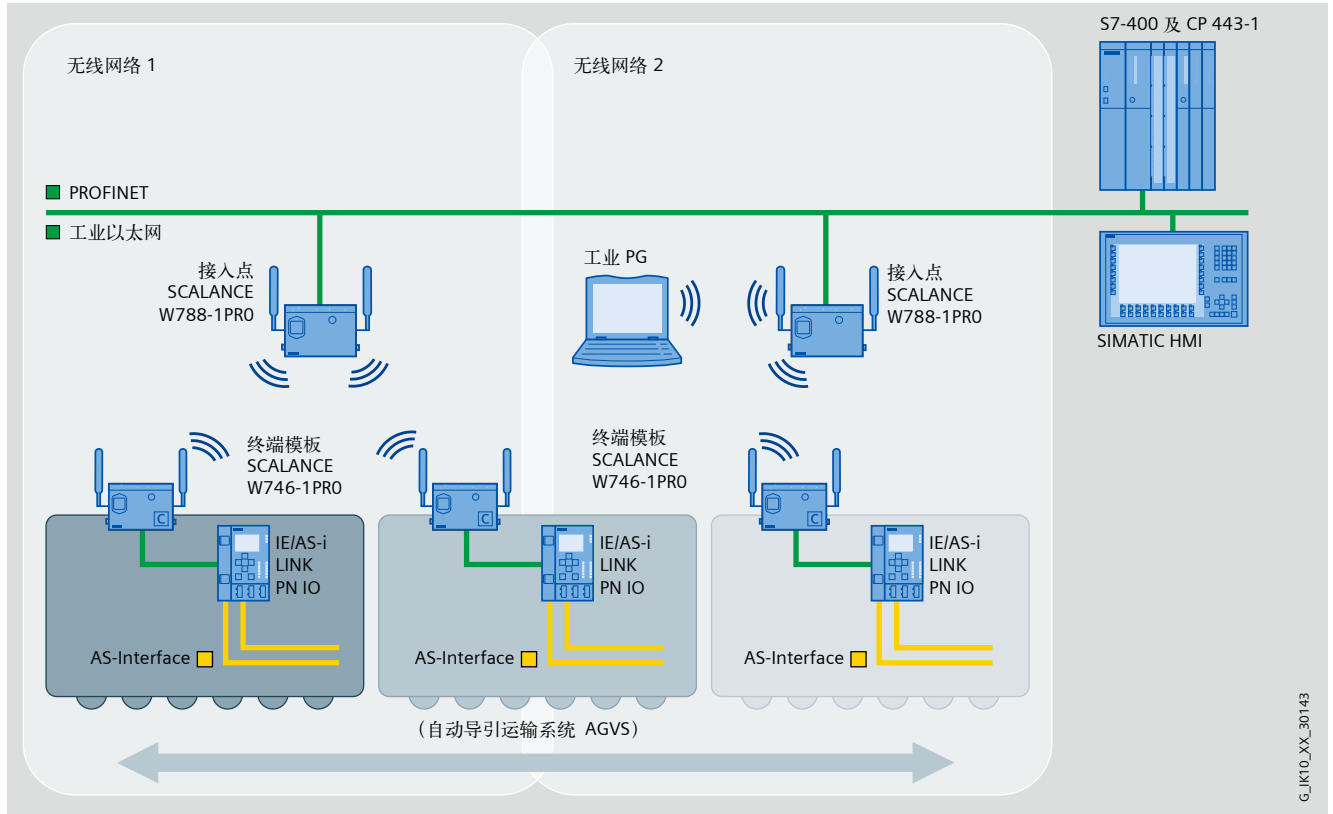 S7-400 及 CP 443-1
无线网络 1
无线网络 2
PROFINET
工业以太网
接入点
SCALANCE
W788-1PR0
工业 PG
接入点
SCALANCE
W788-1PR0
SIMATIC HMI
终端模板
SCALANCE
W746-1PR0
终端模板
SCALANCE
W746-1PR0
C
IE/AS-i
LINK
PN IO
AS-Interface
C
IE/AS-i
LINK
PN IO
AS-Interface
C
IE/AS-i
LINK
PN IO
AS-Interface
（自动导引运输系统 AGVS）
G_IK10_XX_30143